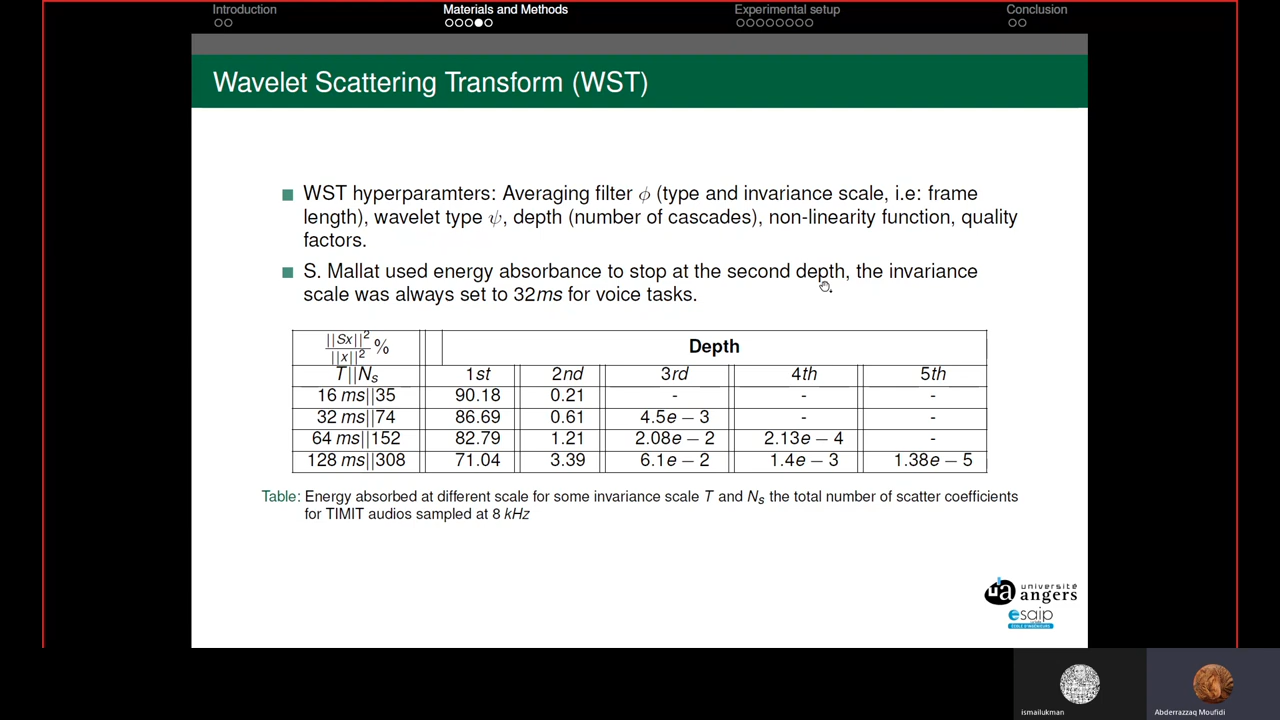 Introduction
Materials and Methods
Experimental setup
Conclusion
Wavelet Scattering Transform (WST)
WST hyperparamters: Averaging filter ϕ (type and invariance scale, i.e: frame
length), wavelet type ψ, depth (number of cascades), non-linearity function, quality
factors.
S. Mallat used energy absorbance to stop at the second depth, the invariance
scale was always set to 32ms for voice tasks.
||Sx||²/||x||² % Depth
T||Nₛ 1st 2nd 3rd 4th 5th
16 ms||35 90.18 0.21 - - -
32 ms||74 86.69 0.61 4.5e − 3 - -
64 ms||152 82.79 1.21 2.08e − 2 2.13e − 4 -
128 ms||308 71.04 3.39 6.1e − 2 1.4e − 3 1.38e − 5
Table: Energy absorbed at different scale for some invariance scale T and Nₛ the total number of scatter coefficients
for TIMIT audios sampled at 8 kHz
ua université
angers
esaip
ismailukman
Abderrazzaq Moufidi